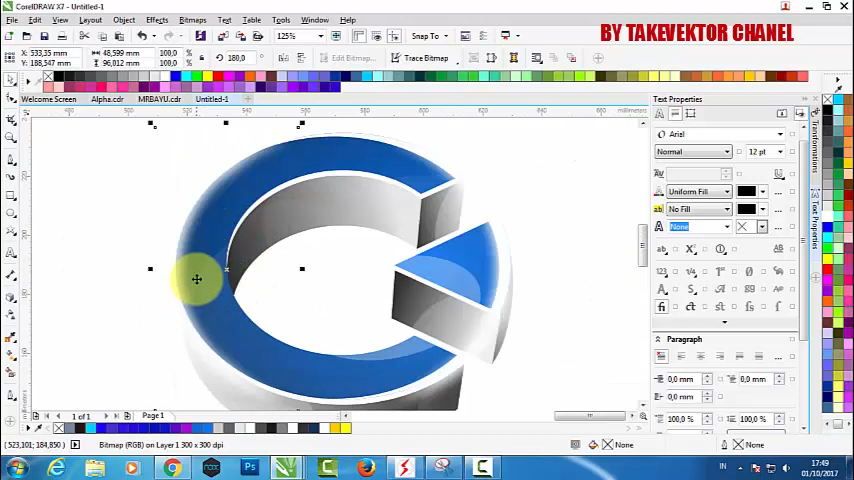 CorelDRAW X7 - Untitled-1
File Edit View Layout Object Effects Bitmaps Text Table Tools Window Help
BY TAKEVEKTOR CHANEL
125% Snap To
X: 533,35 mm 48,599 mm 100,0 % 180,0 Edit Bitmap... Trace Bitmap
Y: 188,547 mm 96,012 mm 100,0 %
Welcome Screen Alpha.cdr MRBAYU.cdr Untitled-1
millimeters
Text Properties
Arial
Normal 12 pt
Uniform Fill
No Fill
None
Paragraph
0,0 mm 0,0 mm
0,0 mm
100,0 % 100,0 %
Transformations
Text Properties
1 of 1 Page 1
(523,101; 184,850) Bitmap (RGB) on Layer 1 300 x 300 dpi None None
IN 17:49
01/10/2017